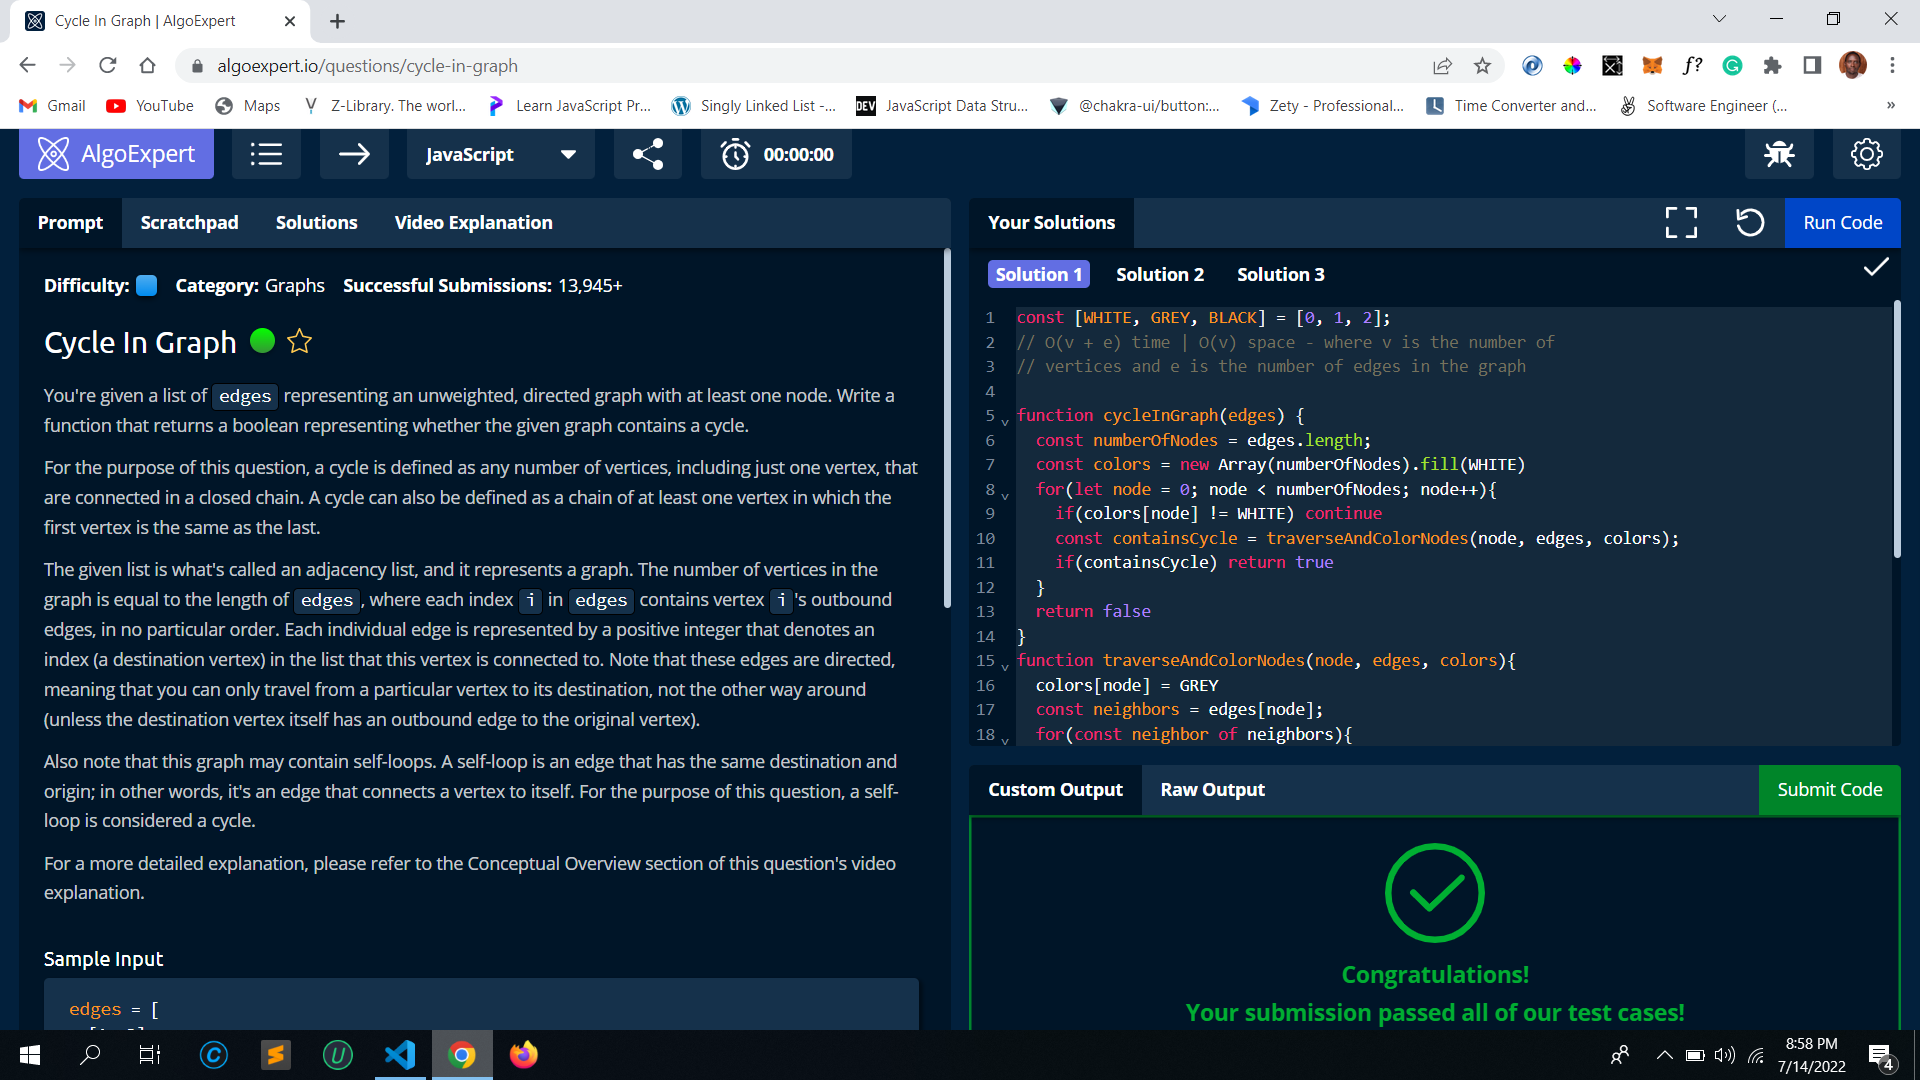 Cycle In Graph | AlgoExpert
algoexpert.io/questions/cycle-in-graph
f?
Gmail
YouTube
Maps
Z-Library. The worl...
Learn JavaScript Pr...
Singly Linked List -...
DEV
JavaScript Data Stru...
@chakra-ui/button:...
Zety - Professional...
Time Converter and...
Software Engineer (...
»
AlgoExpert
JavaScript
00:00:00
Prompt
Scratchpad
Solutions
Video Explanation
Difficulty:
Category: Graphs
Successful Submissions: 13,945+
Cycle In Graph
You're given a list of edges representing an unweighted, directed graph with at least one node. Write a
function that returns a boolean representing whether the given graph contains a cycle.
For the purpose of this question, a cycle is defined as any number of vertices, including just one vertex, that
are connected in a closed chain. A cycle can also be defined as a chain of at least one vertex in which the
first vertex is the same as the last.
The given list is what's called an adjacency list, and it represents a graph. The number of vertices in the
graph is equal to the length of edges, where each index i in edges contains vertex i's outbound
edges, in no particular order. Each individual edge is represented by a positive integer that denotes an
index (a destination vertex) in the list that this vertex is connected to. Note that these edges are directed,
meaning that you can only travel from a particular vertex to its destination, not the other way around
(unless the destination vertex itself has an outbound edge to the original vertex).
Also note that this graph may contain self-loops. A self-loop is an edge that has the same destination and
origin; in other words, it's an edge that connects a vertex to itself. For the purpose of this question, a self-
loop is considered a cycle.
For a more detailed explanation, please refer to the Conceptual Overview section of this question's video
explanation.
Sample Input
edges = [
Your Solutions
Run Code
Solution 1
Solution 2
Solution 3
1 const [WHITE, GREY, BLACK] = [0, 1, 2];
2 // O(v + e) time | O(v) space - where v is the number of
3 // vertices and e is the number of edges in the graph
4
5 function cycleInGraph(edges) {
6 const numberOfNodes = edges.length;
7 const colors = new Array(numberOfNodes).fill(WHITE)
8 for(let node = 0; node < numberOfNodes; node++){
9 if(colors[node] != WHITE) continue
10 const containsCycle = traverseAndColorNodes(node, edges, colors);
11 if(containsCycle) return true
12 }
13 return false
14 }
15 function traverseAndColorNodes(node, edges, colors){
16 colors[node] = GREY
17 const neighbors = edges[node];
18 for(const neighbor of neighbors){
Custom Output
Raw Output
Submit Code
Congratulations!
Your submission passed all of our test cases!
8:58 PM
7/14/2022
4